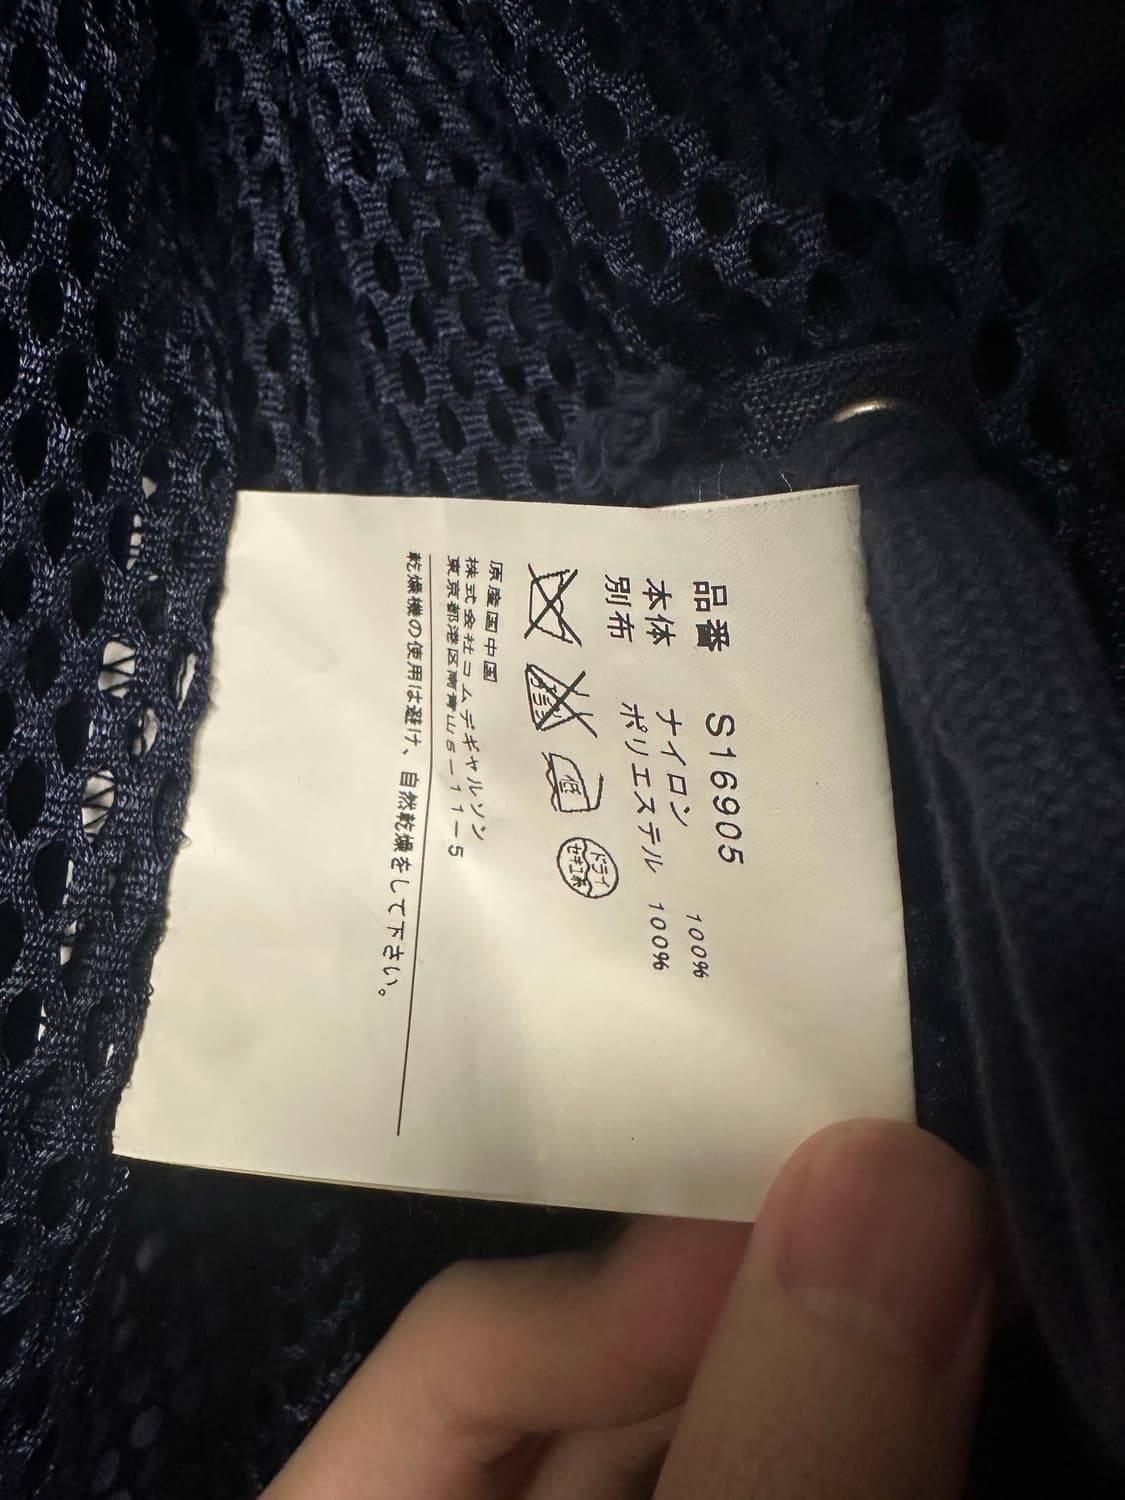 品番 S16905
本体 ナイロン 100%
別布 ポリエステル 100%
低
ドライ
セキユ系
原産国中国
株式会社コムデギャルソン
東京都港区南青山5-11-5
乾燥機の使用は避け、自然乾燥をして下さい。